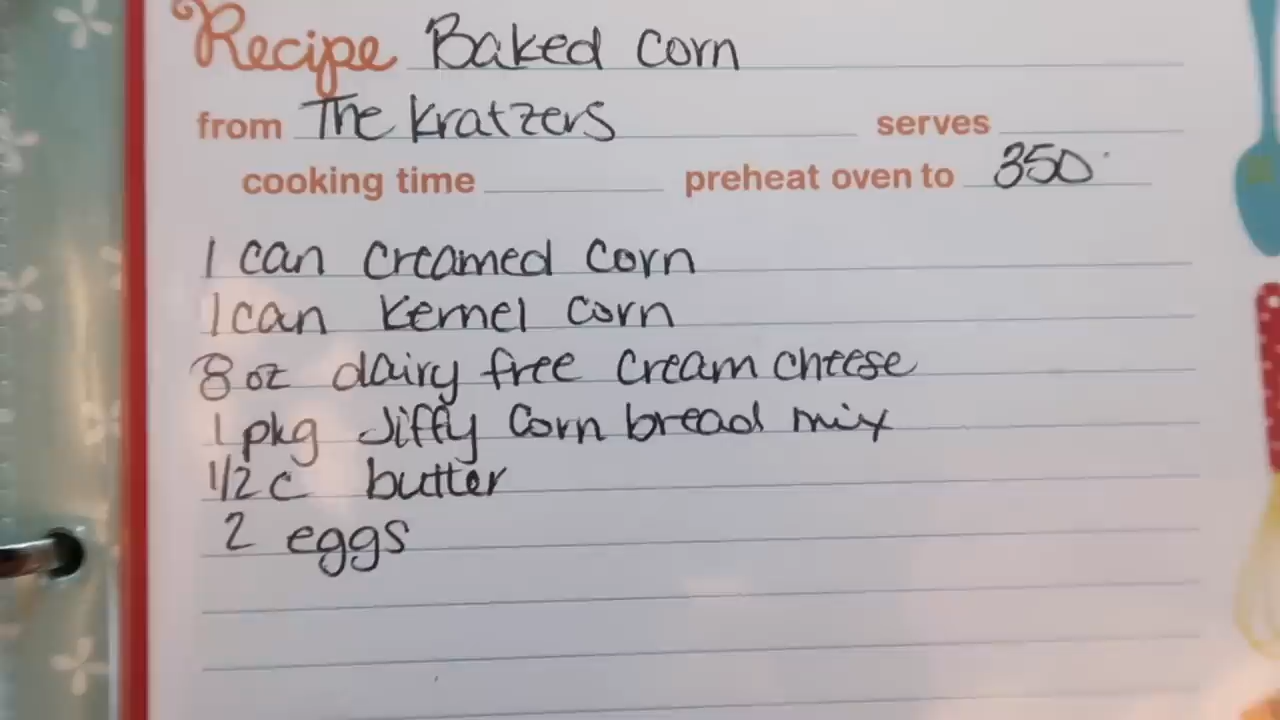 Recipe Baked Corn
from The Kratzers serves
cooking time preheat oven to 350°
1 can creamed corn
1 can kernel corn
8 oz dairy free cream cheese
1 pkg Jiffy Corn bread mix
1/2 c butter
2 eggs